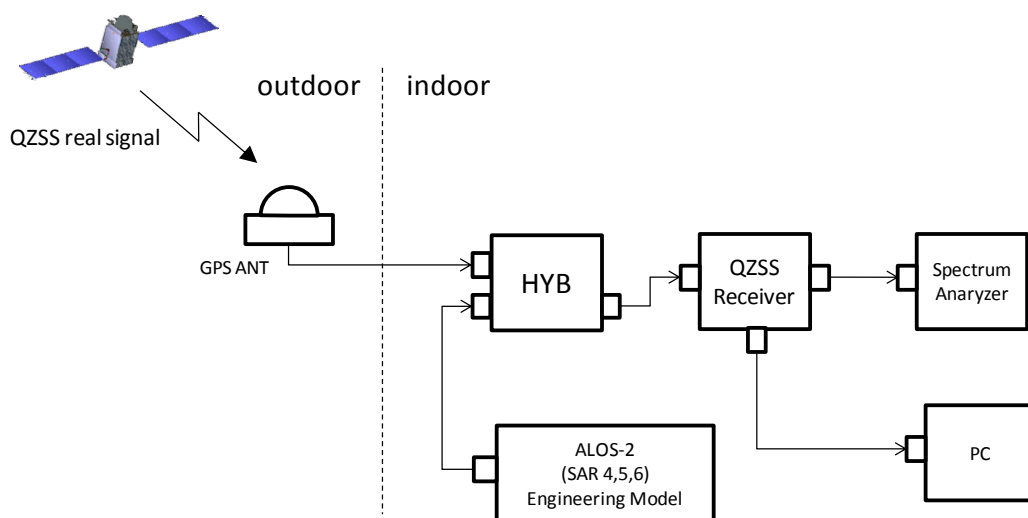 outdoor
indoor
QZSS real signal
GPS ANT
HYB
QZSS
Receiver
Spectrum
Anaryzer
ALOS-2
(SAR 4,5,6)
Engineering Model
PC